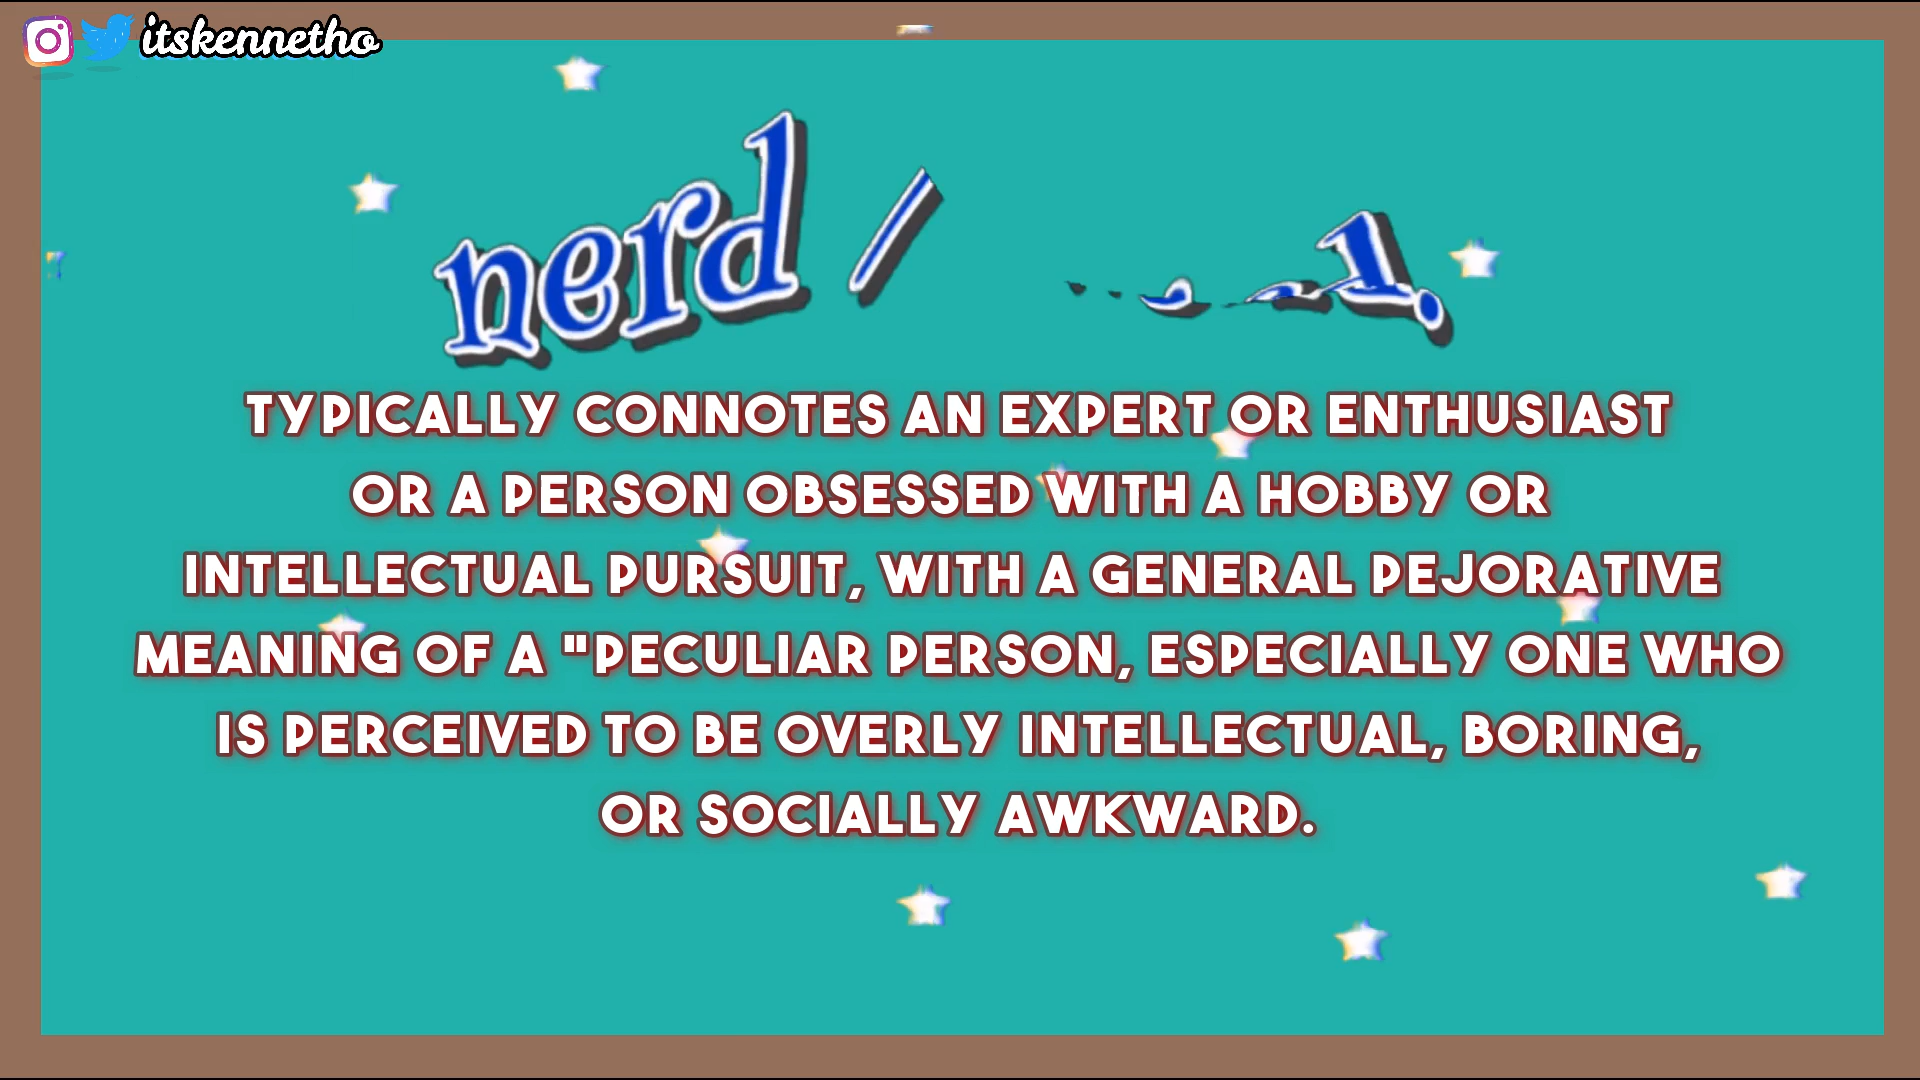 itskennetho
nerd /
TYPICALLY CONNOTES AN EXPERT OR ENTHUSIAST
OR A PERSON OBSESSED WITH A HOBBY OR
INTELLECTUAL PURSUIT, WITH A GENERAL PEJORATIVE
MEANING OF A "PECULIAR PERSON, ESPECIALLY ONE WHO
IS PERCEIVED TO BE OVERLY INTELLECTUAL, BORING,
OR SOCIALLY AWKWARD.